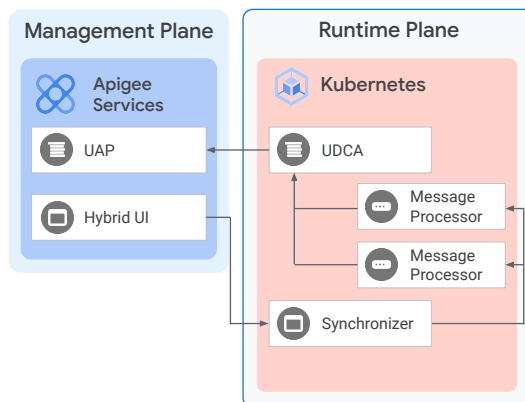 Management Plane
Apigee
Services
UAP
Hybrid UI
Runtime Plane
Kubernetes
UDCA
Message
Processor
Message
Processor
Synchronizer